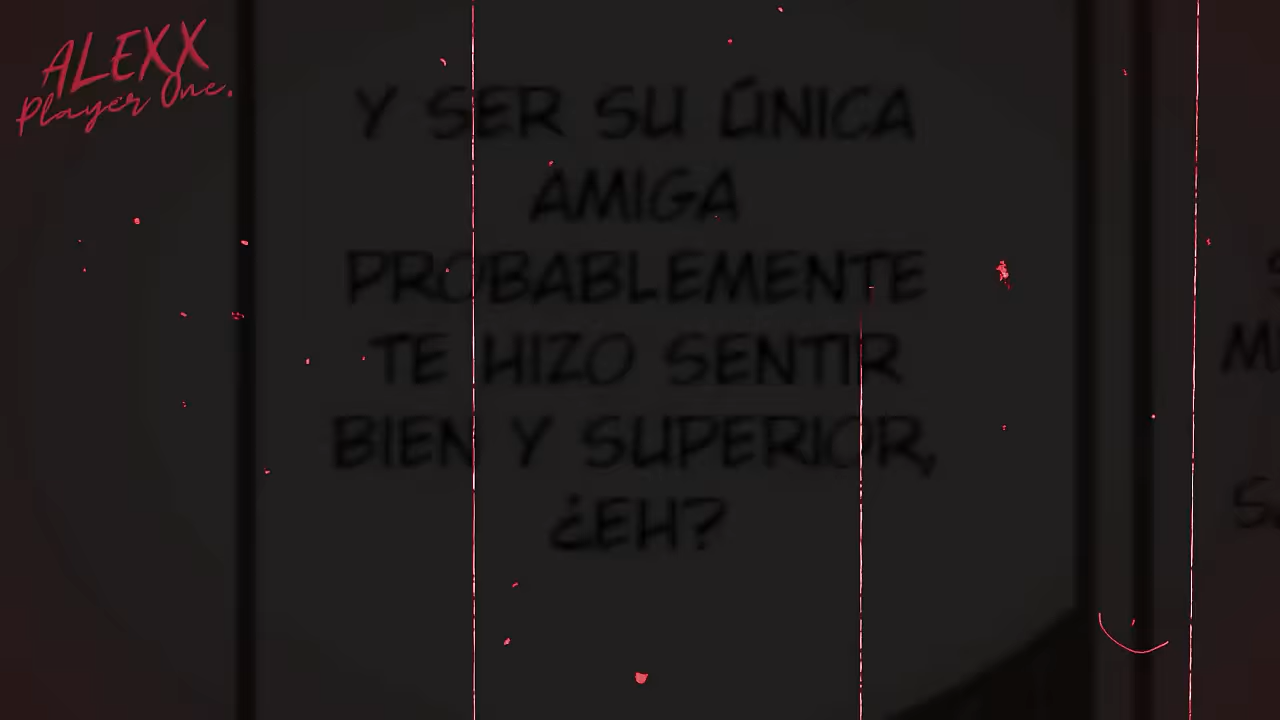 ALEXX
Player One.
Y SER SU ÚNICA
AMIGA
PROBABLEMENTE
TE HIZO SENTIR
BIEN Y SUPERIOR,
¿EH?